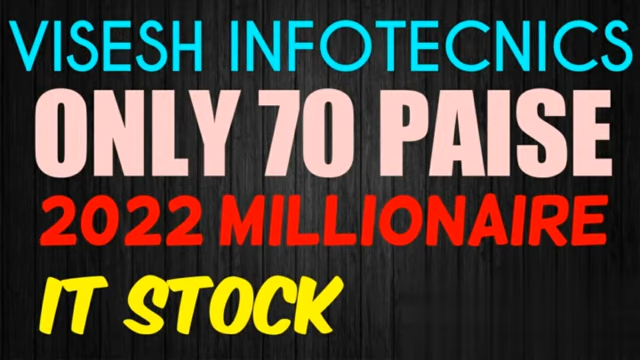 VISESH INFOTECNICS
ONLY 70 PAISE
2022 MILLIONAIRE
IT STOCK